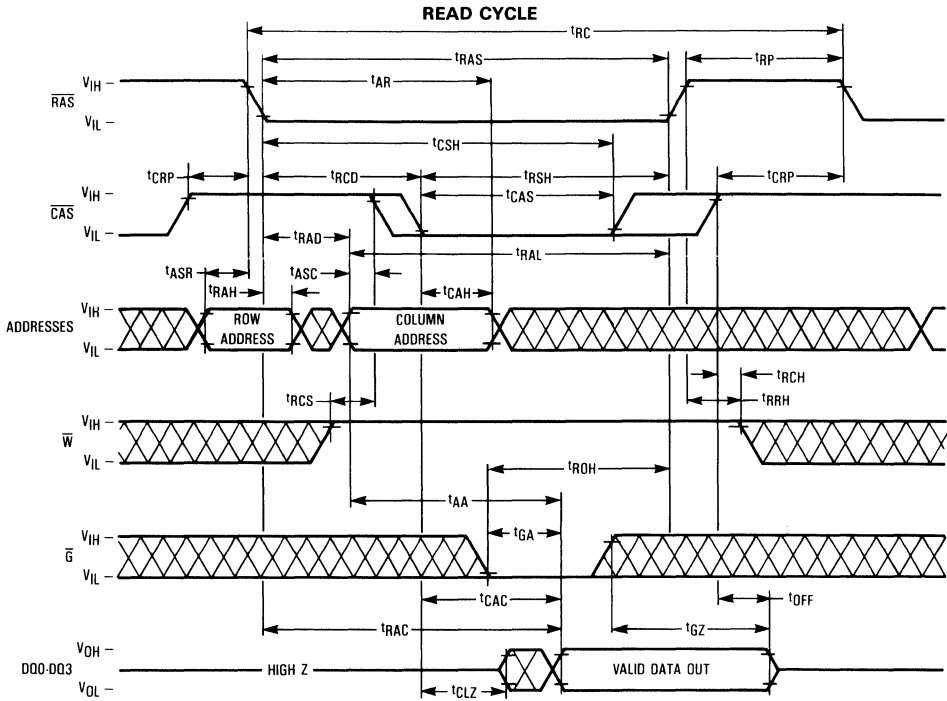 READ CYCLE
tRC
tRAS
tRP
tAR
VIH
RAS
VIL
tCSH
tCRP
tRCD
tRSH
tCRP
VIH
tCAS
CAS
VIL
tRAD
tRAL
tASR
tASC
tRAH
tCAH
VIH
ADDRESSES
ROW ADDRESS
COLUMN ADDRESS
VIL
tRCH
tRCS
tRRH
VIH
W
VIL
tROH
tAA
tGA
VIH
G
VIL
tCAC
tOFF
tRAC
tGZ
VOH
DQ0-DQ3
HIGH Z
VALID DATA OUT
VOL
tCLZ